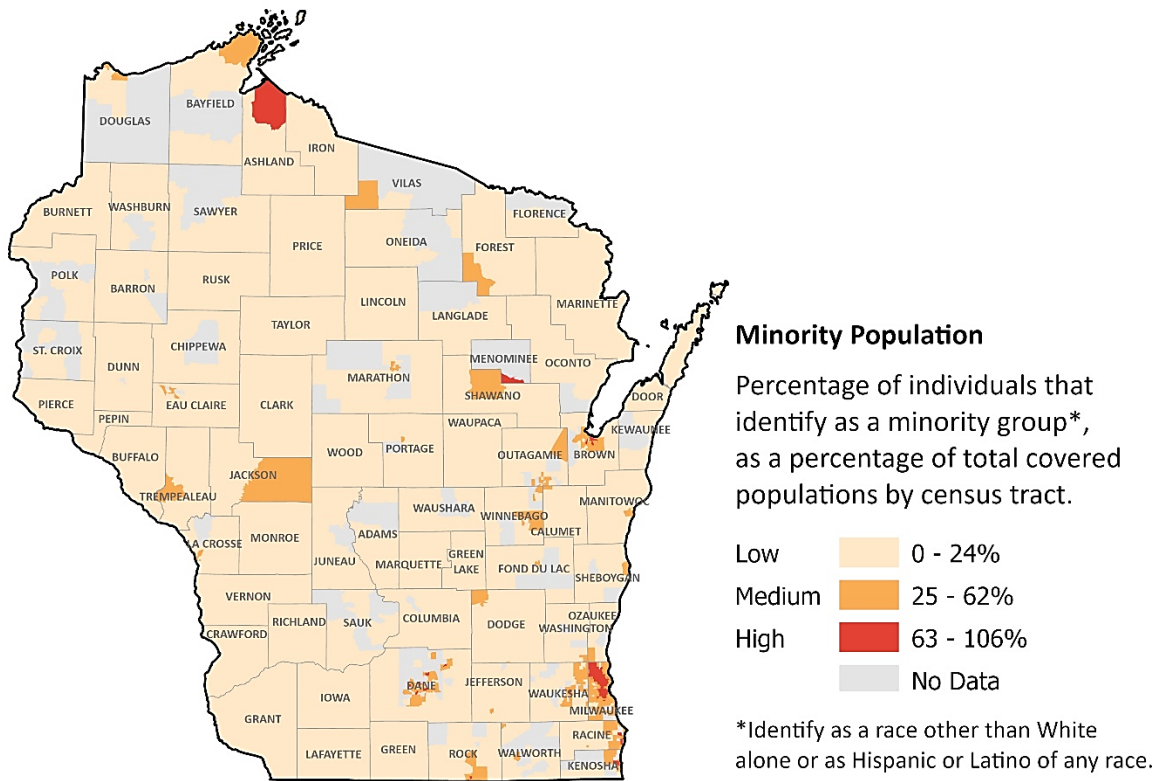 BAYFIELD
DOUGLAS
IRON
ASHLAND
VILAS
BURNETT
WASHBURN
SAWYER
FLORENCE
ONEIDA
FOREST
PRICE
POLK
RUSK
BARRON
LINCOLN
MARINETTE
LANGLADE
TAYLOR
ST. CROIX
CHIPPEWA
MENOMINEE
OCONTO
DUNN
MARATHON
SHAWANO
DOOR
PIERCE
EAU CLAIRE
CLARK
PEPIN
WAUPACA
KEWAUNEE
BUFFALO
WOOD
PORTAGE
OUTAGAMIE
BROWN
JACKSON
TREMPEALEAU
MANITOWOC
WAUSHARA
WINNEBAGO
CALUMET
LA CROSSE
MONROE
ADAMS
JUNEAU
MARQUETTE
GREEN
LAKE
FOND DU LAC
SHEBOYGAN
VERNON
RICHLAND
SAUK
COLUMBIA
DODGE
OZAUKEE
WASHINGTON
CRAWFORD
DANE
JEFFERSON
IOWA
WAUKESHA
MILWAUKEE
GRANT
RACINE
LAFAYETTE
GREEN
ROCK
WALWORTH
KENOSHA
Minority Population
Percentage of individuals that
identify as a minority group*,
as a percentage of total covered
populations by census tract.
Low 0 - 24%
Medium 25 - 62%
High 63 - 106%
No Data
*Identify as a race other than White
alone or as Hispanic or Latino of any race.